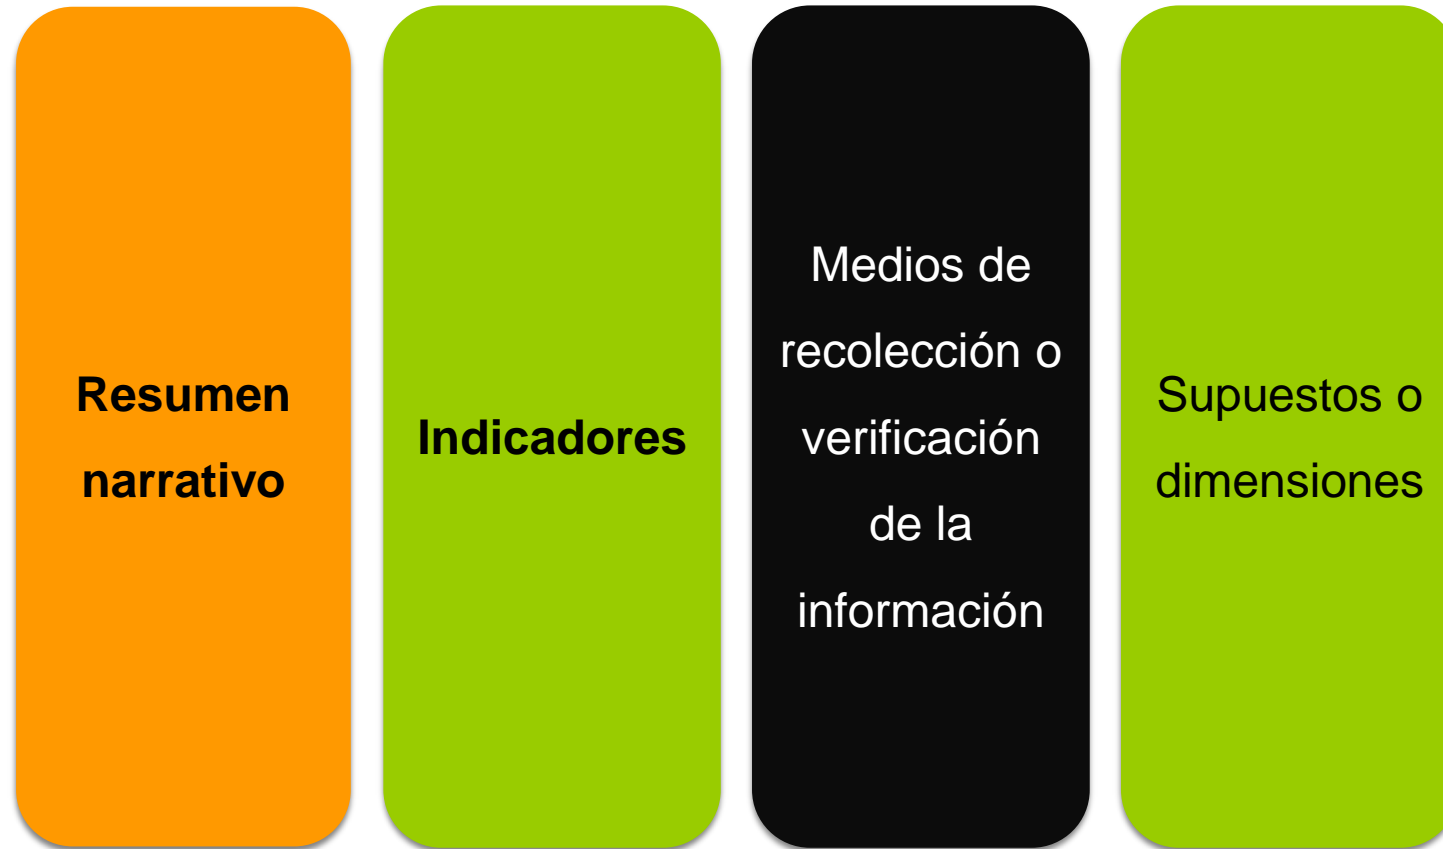 Resumen
narrativo
Indicadores
Medios de
recolección o
verificación
de la
información
Supuestos o
dimensiones